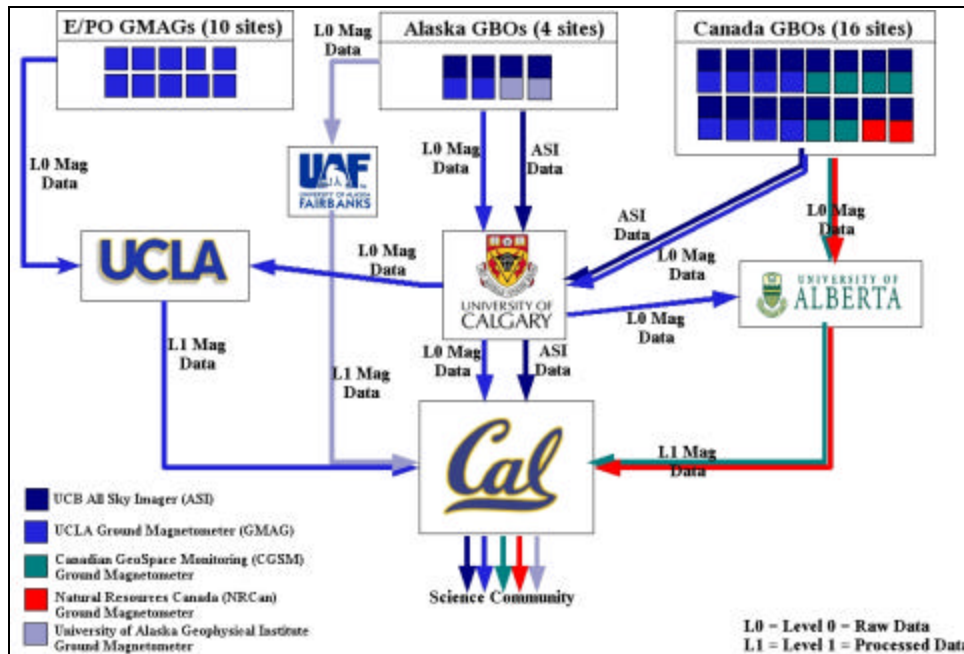 E/PO GMAGs (10 sites)
L0 Mag
Data
Alaska GBOs (4 sites)
Canada GBOs (16 sites)
L0 Mag
Data
UAF
UNIVERSITY OF ALASKA
FAIRBANKS
L0 Mag
Data
ASI
Data
ASI
Data
L0 Mag
Data
L0 Mag
Data
UCLA
L0 Mag
Data
UNIVERSITY OF
CALGARY
L0 Mag
Data
UNIVERSITY OF
ALBERTA
L1 Mag
Data
L1 Mag
Data
L0 Mag
Data
ASI
Data
L1 Mag
Data
Cal
UCB All Sky Imager (ASI)
UCLA Ground Magnetometer (GMAG)
Canadian GeoSpace Monitoring (CGSM)
Ground Magnetometer
Natural Resources Canada (NRCan)
Ground Magnetometer
University of Alaska Geophysical Institute
Ground Magnetometer
Science Community
L0 = Level 0 = Raw Data
L1 = Level 1 = Processed Data